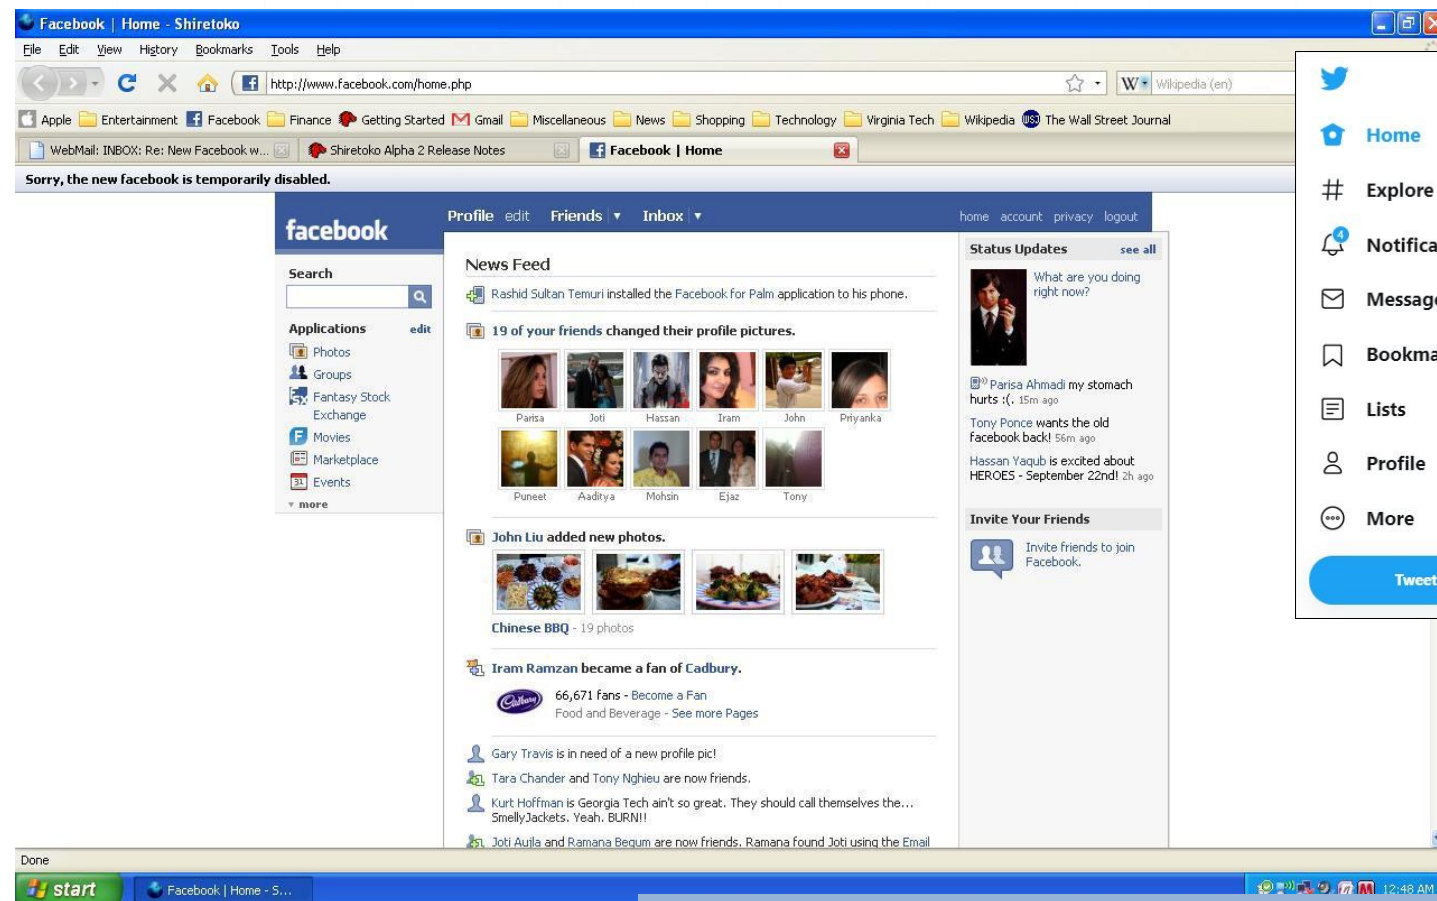 Facebook | Home - Shiretoko
File Edit View History Bookmarks Tools Help
http://www.facebook.com/home.php
W Wikipedia (en)
Apple Entertainment Facebook Finance Getting Started Gmail Miscellaneous News Shopping Technology Virginia Tech Wikipedia The Wall Street Journal
WebMail: INBOX: Re: New Facebook w... Shiretoko Alpha 2 Release Notes Facebook | Home
Sorry, the new facebook is temporarily disabled.
facebook
Profile edit Friends Inbox
home account privacy logout
Search
Applications edit
Photos
Groups
Fantasy Stock
Exchange
Movies
Marketplace
31 Events
more
News Feed
Rashid Sultan Temuri installed the Facebook for Palm application to his phone.
19 of your friends changed their profile pictures.
Parisa Joti Hassan Iram John Priyanka
Puneet Aaditya Mohsin Ejaz Tony
John Liu added new photos.
Chinese BBQ - 19 photos
Iram Ramzan became a fan of Cadbury.
Cadbury
66,671 fans - Become a Fan
Food and Beverage - See more Pages
Gary Travis is in need of a new profile pic!
Tara Chander and Tony Nghieu are now friends.
Kurt Hoffman is Georgia Tech ain't so great. They should call themselves the...
SmellyJackets. Yeah. BURN!!
Joti Aujla and Ramana Begum are now friends. Ramana found Joti using the Email
Status Updates see all
What are you doing
right now?
Parisa Ahmadi my stomach
hurts :(. 15m ago
Tony Ponce wants the old
facebook back! 56m ago
Hassan Yaqub is excited about
HEROES - September 22nd! 2h ago
Invite Your Friends
Invite friends to join
Facebook.
Home
Explore
4
Notifica
Message
Bookma
Lists
Profile
More
Tweet
Done
start Facebook | Home - S... 12:48 AM